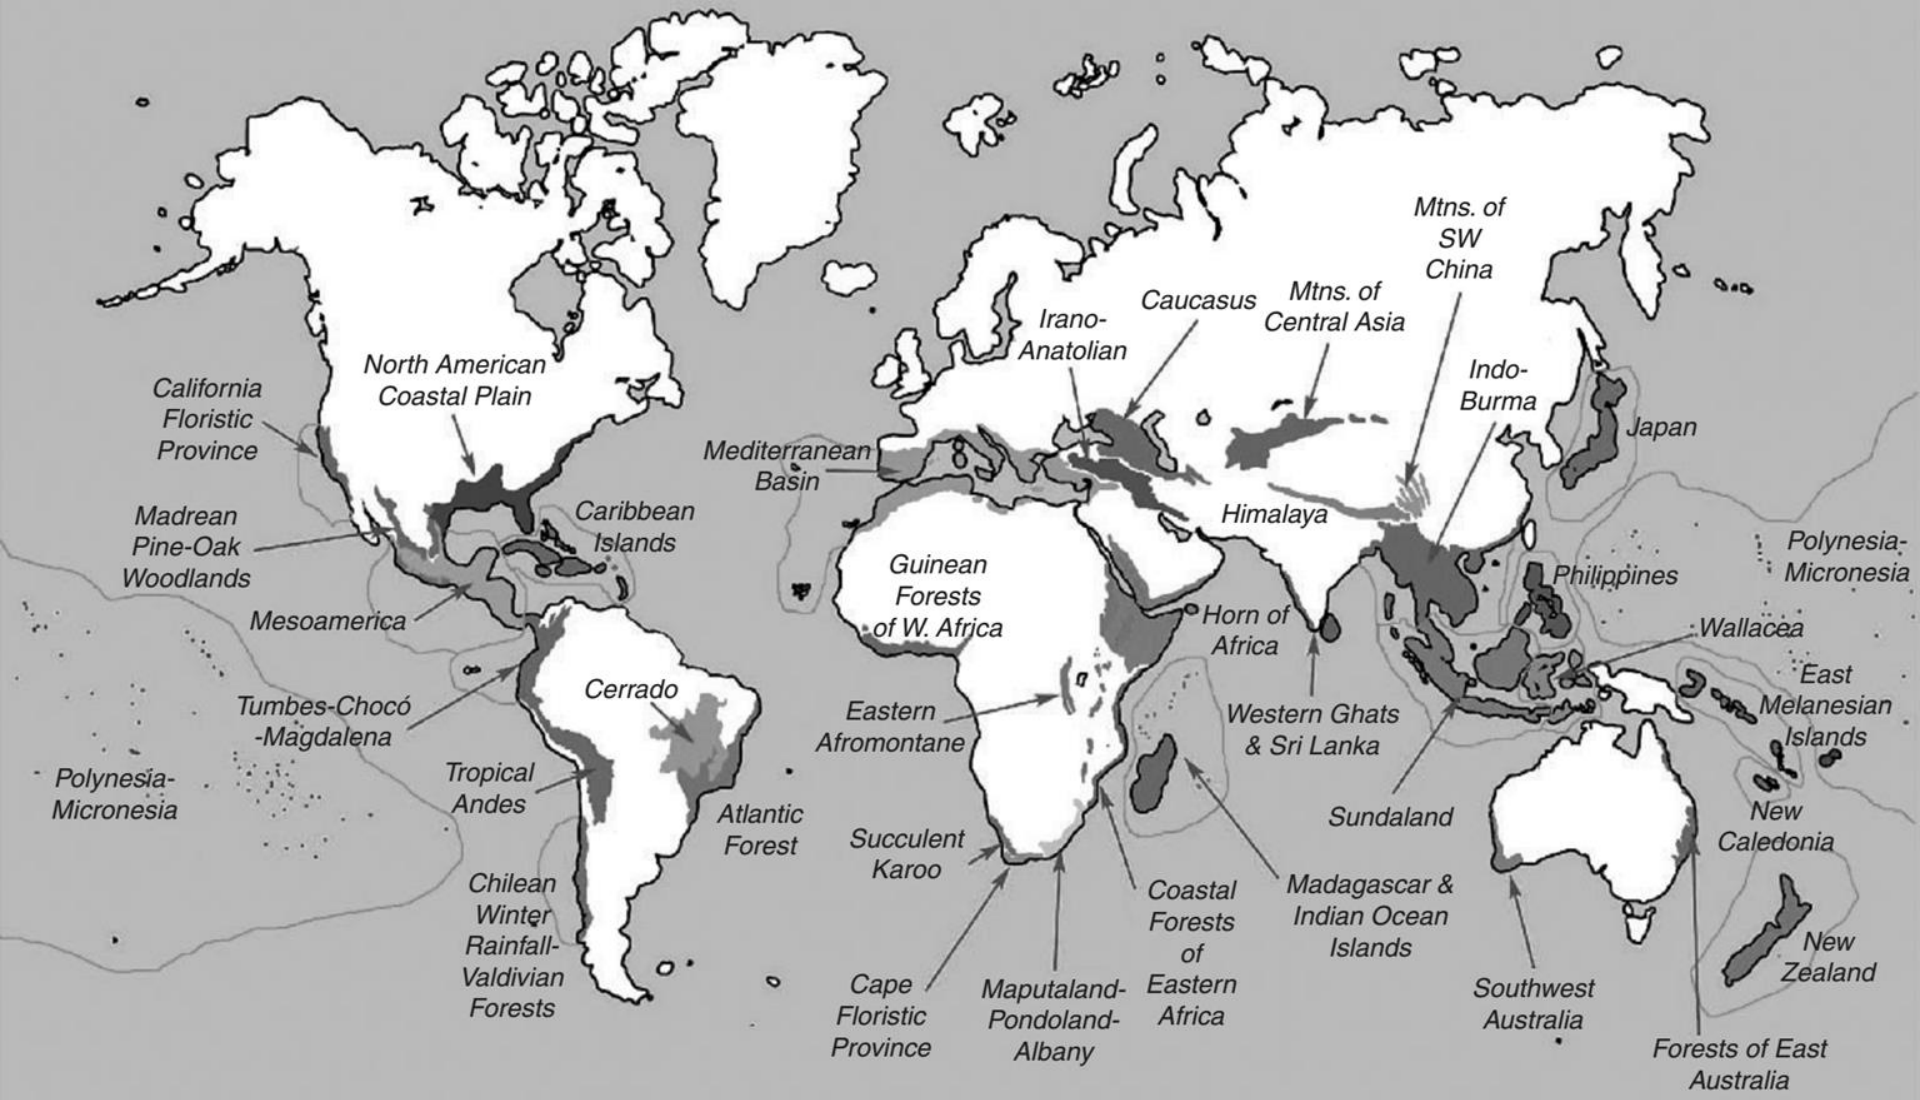 Mtns. of
SW
China
Caucasus
Mtns. of
Central Asia
Irano-
Anatolian
North American
Coastal Plain
Indo-
Burma
California
Floristic
Province
Japan
Mediterranean
Basin
Madrean
Pine-Oak
Woodlands
Caribbean
Islands
Himalaya
Polynesia-
Micronesia
Guinean
Forests
of W. Africa
Philippines
Mesoamerica
Horn of
Africa
Wallacea
Cerrado
East
Melanesian
Islands
Tumbes-Chocó
-Magdalena
Eastern
Afromontane
Western Ghats
& Sri Lanka
Polynesia-
Micronesia
Tropical
Andes
Atlantic
Forest
Sundaland
New
Caledonia
Succulent
Karoo
Chilean
Winter
Rainfall-
Valdivian
Forests
Coastal
Forests
of
Eastern
Africa
Madagascar &
Indian Ocean
Islands
New
Zealand
Cape
Floristic
Province
Maputaland-
Pondoland-
Albany
Southwest
Australia
Forests of East
Australia